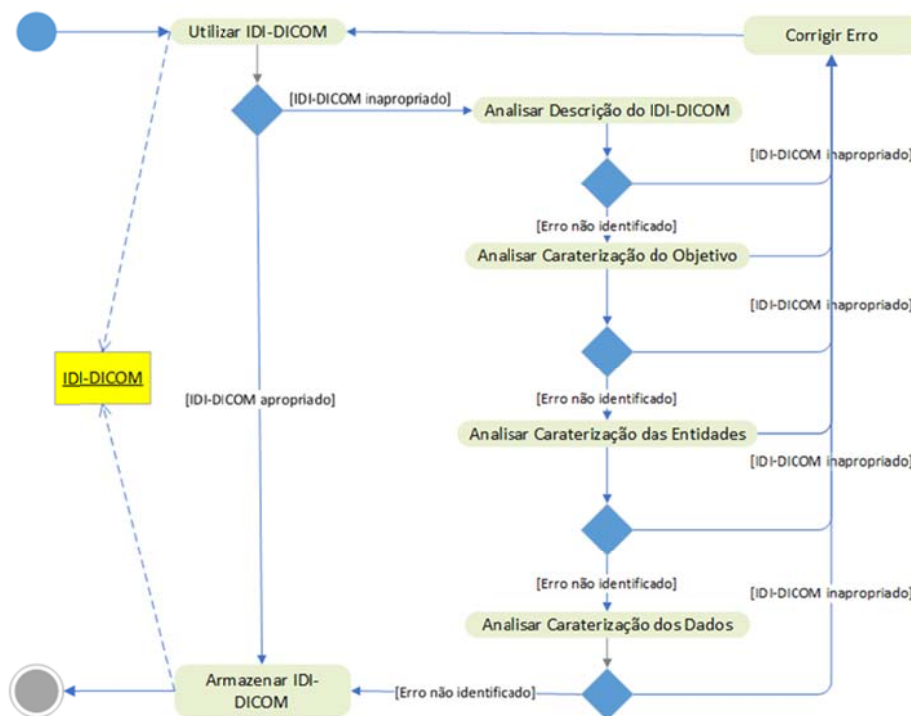 Utilizar IDI-DICOM
Corrigir Erro
[IDI-DICOM inapropriado]
Analisar Descrição do IDI-DICOM
[IDI-DICOM inapropriado]
[Erro não identificado]
Analisar Caraterização do Objetivo
[IDI-DICOM inapropriado]
IDI-DICOM
[IDI-DICOM apropriado]
[Erro não identificado]
Analisar Caraterização das Entidades
[IDI-DICOM inapropriado]
[Erro não identificado]
[IDI-DICOM inapropriado]
Analisar Caraterização dos Dados
Armazenar IDI-
DICOM
[Erro não identificado]